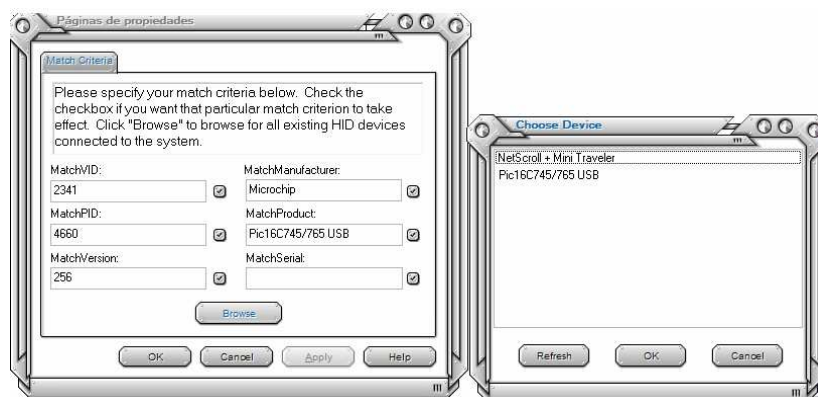 Páginas de propiedades
Match Criteria
Please specify your match criteria below. Check the
checkbox if you want that particular match criterion to take
effect. Click "Browse" to browse for all existing HID devices
connected to the system.
MatchVID:
MatchManufacturer:
2341
Microchip
MatchPID:
MatchProduct:
4660
Pic16C745/765 USB
MatchVersion:
MatchSerial:
256
Browse
OK
Cancel
Apply
Help
Choose Device
NetScroll + Mini Traveler
Pic16C745/765 USB
Refresh
OK
Cancel